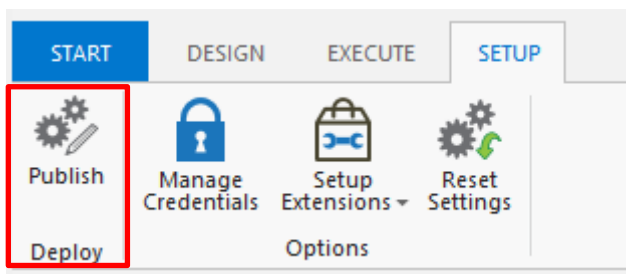 START DESIGN EXECUTE SETUP
Publish
Manage
Credentials
Setup
Extensions
Reset
Settings
Deploy
Options